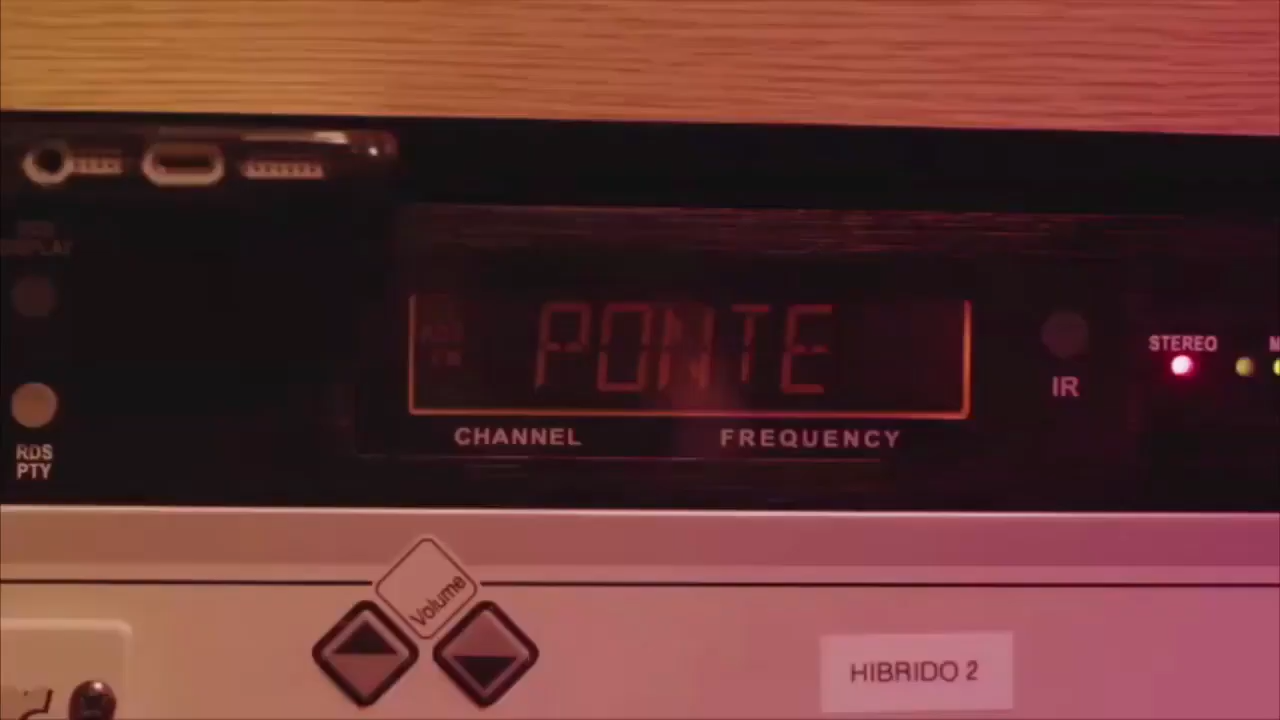 PONTE
STEREO
IR
CHANNEL
FREQUENCY
RDS
PTY
Volume
HIBRIDO 2